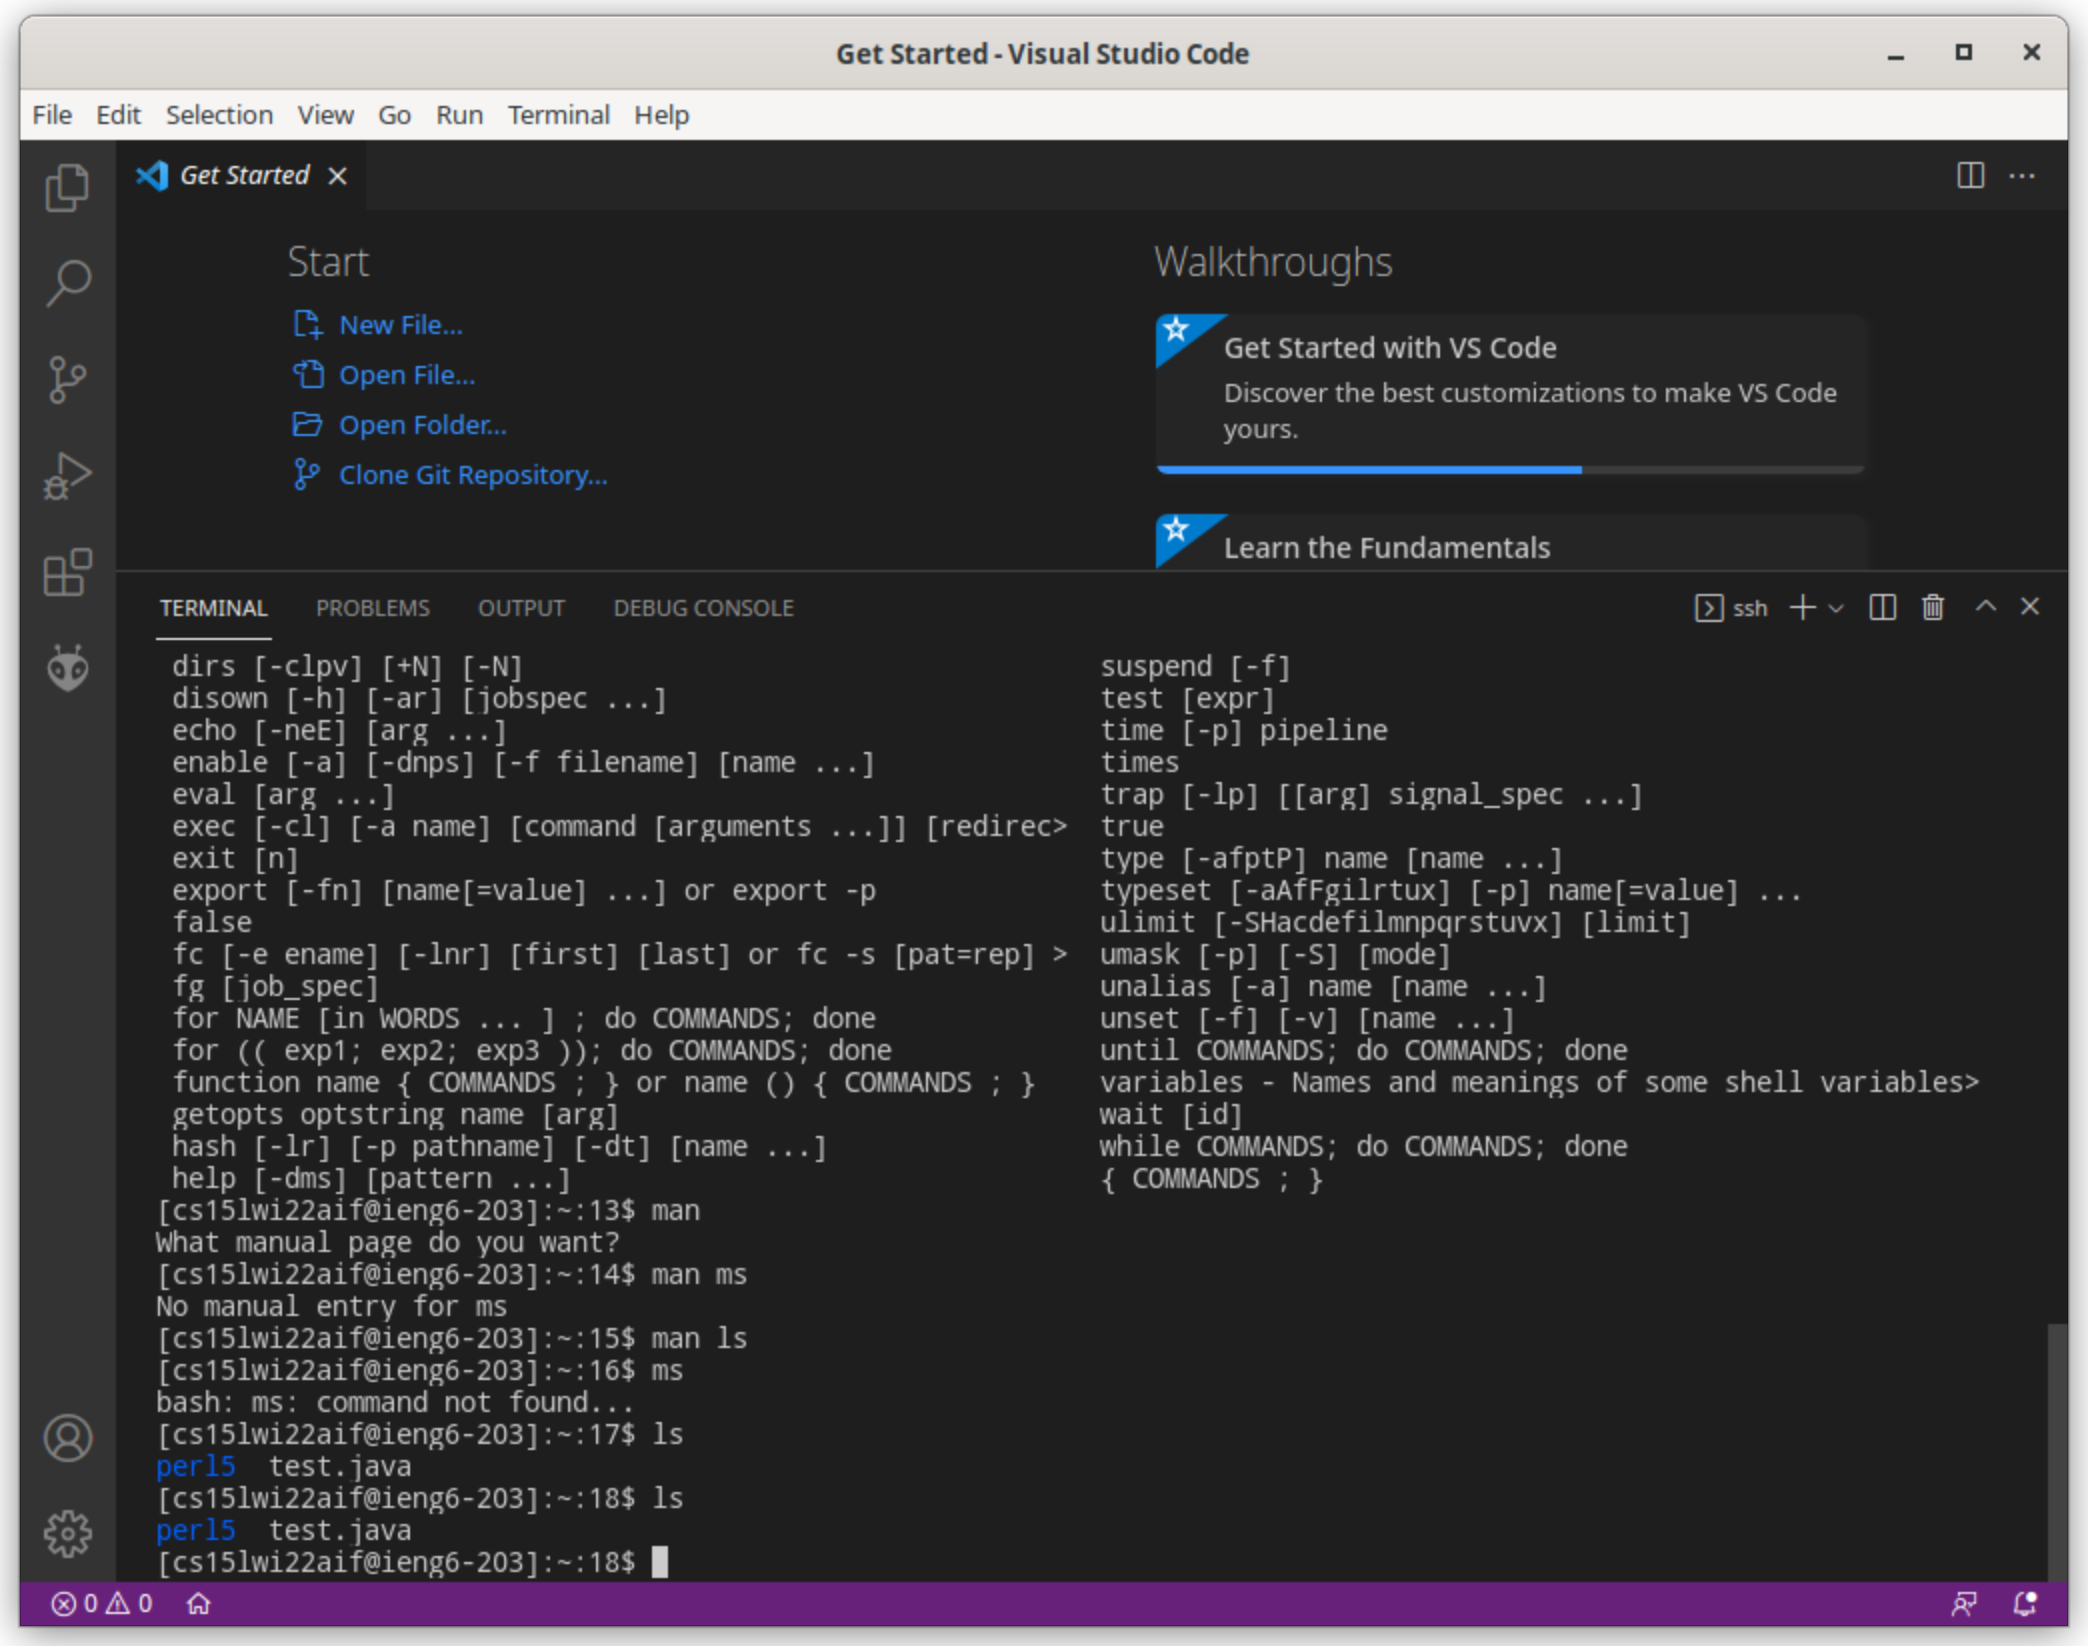 Get Started - Visual Studio Code
File Edit Selection View Go Run Terminal Help
Get Started
Start
New File...
Open File...
Open Folder...
Clone Git Repository...
Walkthroughs
Get Started with VS Code
Discover the best customizations to make VS Code
yours.
Learn the Fundamentals
TERMINAL PROBLEMS OUTPUT DEBUG CONSOLE ssh
dirs [-clpv] [+N] [-N] suspend [-f]
disown [-h] [-ar] [jobspec ...] test [expr]
echo [-neE] [arg ...] time [-p] pipeline
enable [-a] [-dnps] [-f filename] [name ...] times
eval [arg ...] trap [-lp] [[arg] signal_spec ...]
exec [-cl] [-a name] [command [arguments ...]] [redirec> true
exit [n] type [-afptP] name [name ...]
export [-fn] [name[=value] ...] or export -p typeset [-aAfFgilrtux] [-p] name[=value] ...
false ulimit [-SHacdefilmnpqrstuvx] [limit]
fc [-e ename] [-lnr] [first] [last] or fc -s [pat=rep] > umask [-p] [-S] [mode]
fg [job_spec] unalias [-a] name [name ...]
for NAME [in WORDS ... ] ; do COMMANDS; done unset [-f] [-v] [name ...]
for (( exp1; exp2; exp3 )); do COMMANDS; done until COMMANDS; do COMMANDS; done
function name { COMMANDS ; } or name () { COMMANDS ; } variables - Names and meanings of some shell variables>
getopts optstring name [arg] wait [id]
hash [-lr] [-p pathname] [-dt] [name ...] while COMMANDS; do COMMANDS; done
help [-dms] [pattern ...] { COMMANDS ; }
[cs15lwi22aif@ieng6-203]:~:13$ man
What manual page do you want?
[cs15lwi22aif@ieng6-203]:~:14$ man ms
No manual entry for ms
[cs15lwi22aif@ieng6-203]:~:15$ man ls
[cs15lwi22aif@ieng6-203]:~:16$ ms
bash: ms: command not found...
[cs15lwi22aif@ieng6-203]:~:17$ ls
perl5 test.java
[cs15lwi22aif@ieng6-203]:~:18$ ls
perl5 test.java
[cs15lwi22aif@ieng6-203]:~:18$
0 0